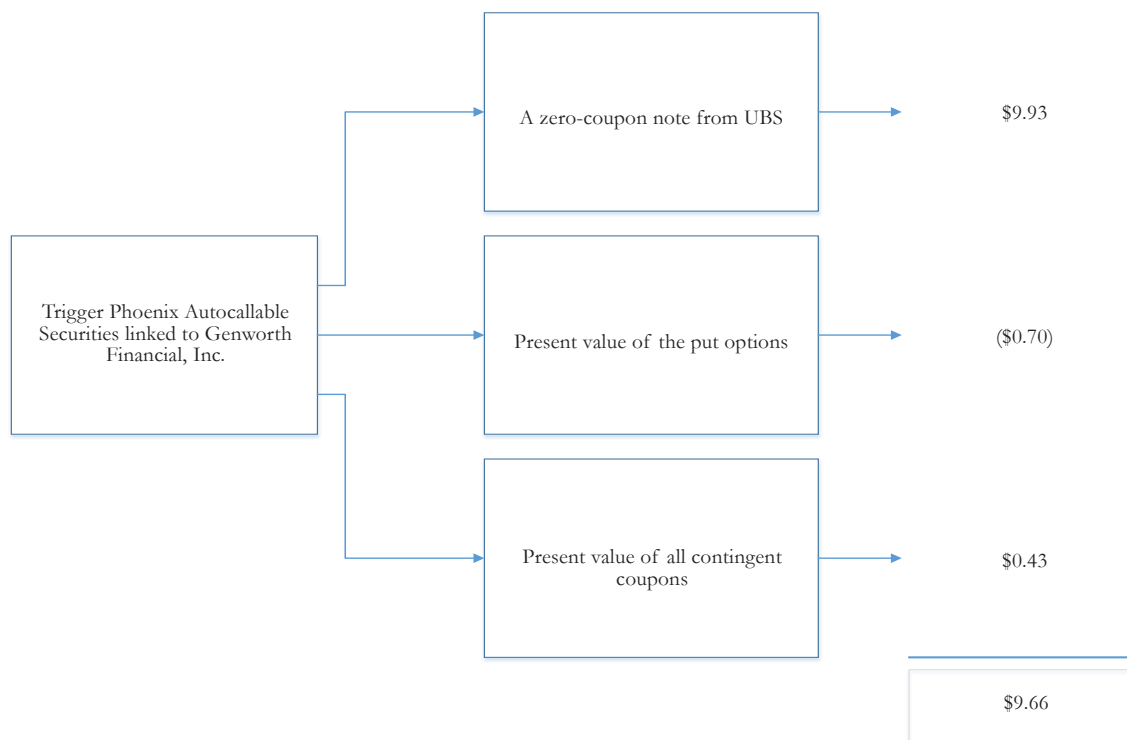 A zero-coupon note from UBS
$9.93
Trigger Phoenix Autocallable
Securities linked to Genworth
Financial, Inc.
Present value of the put options
($0.70)
Present value of all contingent
coupons
$0.43
$9.66